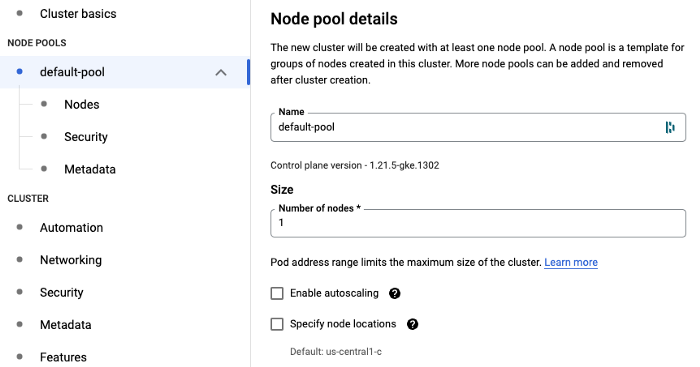 Cluster basics
NODE POOLS
default-pool
Nodes
Security
Metadata
CLUSTER
Automation
Networking
Security
Metadata
Features
Node pool details
The new cluster will be created with at least one node pool. A node pool is a template for
groups of nodes created in this cluster. More node pools can be added and removed
after cluster creation.
Name
default-pool
Control plane version - 1.21.5-gke.1302
Size
Number of nodes *
1
Pod address range limits the maximum size of the cluster. Learn more
Enable autoscaling ?
Specify node locations ?
Default: us-central1-c